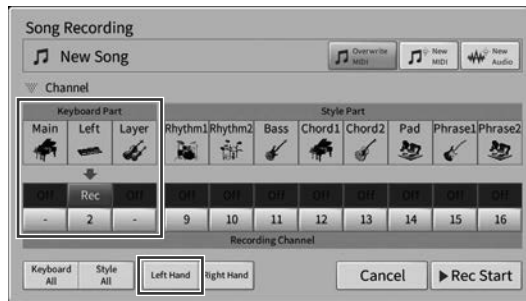 Song Recording
New Song
Overwrite MIDI
New MIDI
New Audio
Channel
Keyboard Part
Style Part
Main Left Layer Rhythm1 Rhythm2 Bass Chord1 Chord2 Pad Phrase1 Phrase2
Off Rec Off Off Off Off Off Off Off Off Off
- 2 - 9 10 11 12 13 14 15 16
Recording Channel
Keyboard All
Style All
Left Hand
Right Hand
Cancel
Rec Start